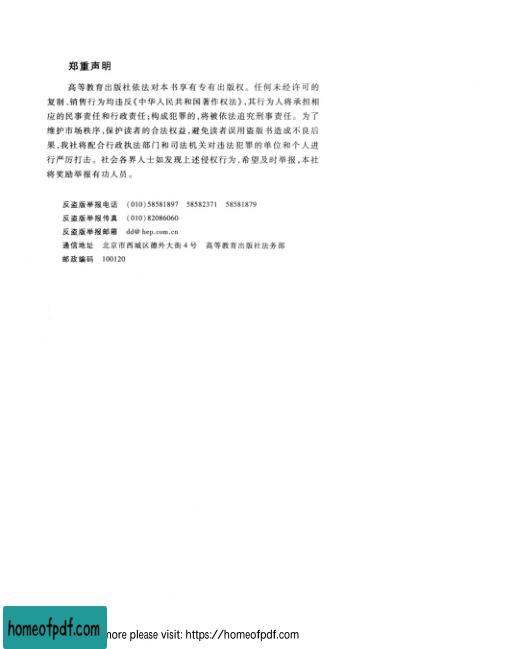 郑重声明
高等教育出版社依法对本书享有专有出版权。任何未经许可的
复制、销售行为均违反《中华人民共和国著作权法》,其行为人将承担相
应的民事责任和行政责任;构成犯罪的,将被依法追究刑事责任。为了
维护市场秩序,保护读者的合法权益,避免读者误用盗版书造成不良后
果,我社将配合行政执法部门和司法机关对违法犯罪的单位和个人进
行严厉打击。社会各界人士如发现上述侵权行为,希望及时举报,本社
将奖励举报有功人员。
反盗版举报电话 (010)58581897 58582371 58581879
反盗版举报传真 (010)82086060
反盗版举报邮箱 dd@hep.com.cn
通信地址 北京市西城区德外大街4号 高等教育出版社法务部
邮政编码 100120
homeofpdf.com
more please visit: https://homeofpdf.com